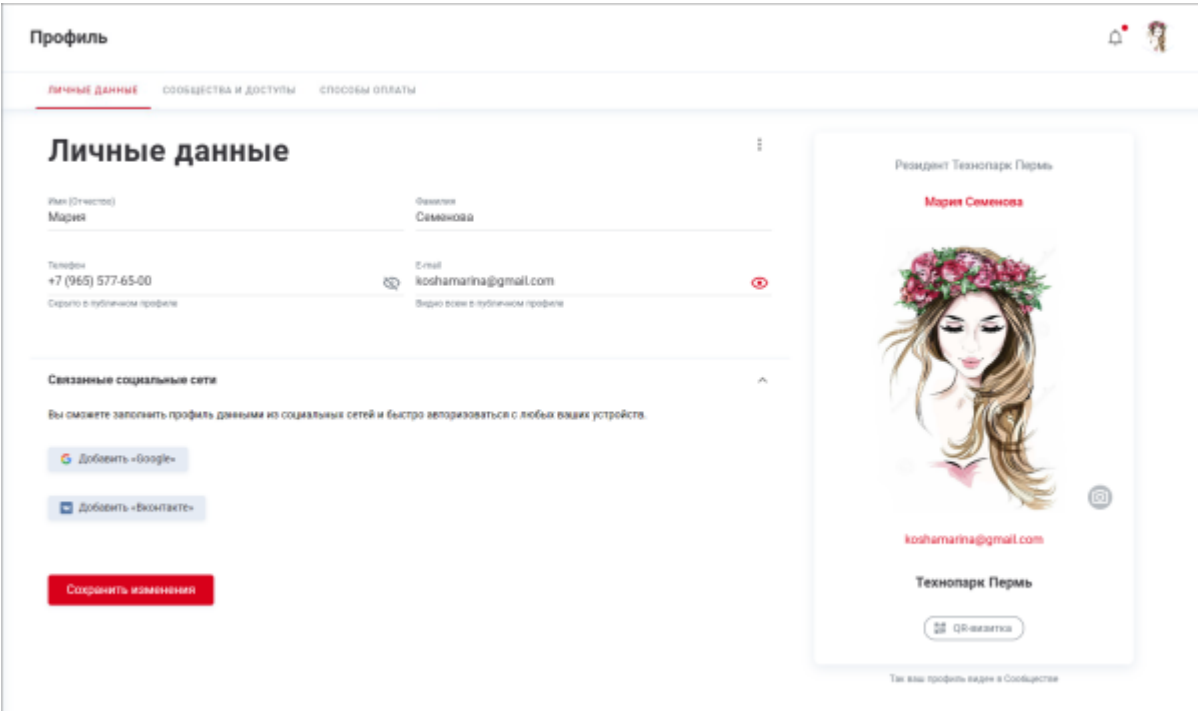 Профиль
ЛИЧНЫЕ ДАННЫЕ СООБЩЕСТВА И ДОСТУПЫ СПОСОБЫ ОПЛАТЫ
Личные данные
Имя (Отчество) Фамилия
Мария Семенова
Телефон E-mail
+7 (965) 577-65-00 koshamarina@gmail.com
Скрыто в публичном профиле Видно всем в публичном профиле
Связанные социальные сети
Вы сможете заполнить профиль данными из социальных сетей и быстро авторизоваться с любых ваших устройств.
G Добавить «Google»
Добавить «Вконтакте»
Сохранить изменения
Резидент Технопарк Пермь
Мария Семенова
koshamarina@gmail.com
Технопарк Пермь
QR-визитка
Так ваш профиль виден в Сообществе